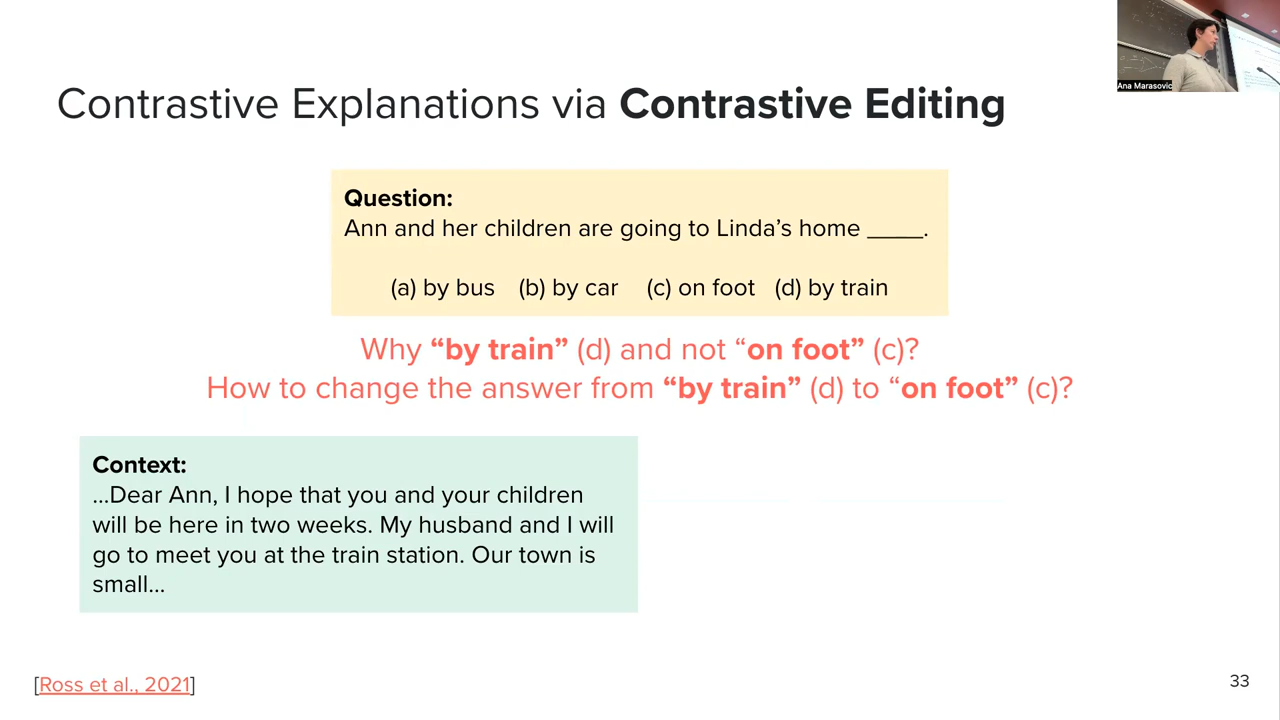 Ana Marasovic
Contrastive Explanations via Contrastive Editing
Question:
Ann and her children are going to Linda’s home ____.
(a) by bus (b) by car (c) on foot (d) by train
Why “by train” (d) and not “on foot” (c)?
How to change the answer from “by train” (d) to “on foot” (c)?
Context:
...Dear Ann, I hope that you and your children
will be here in two weeks. My husband and I will
go to meet you at the train station. Our town is
small...
[Ross et al., 2021]
33